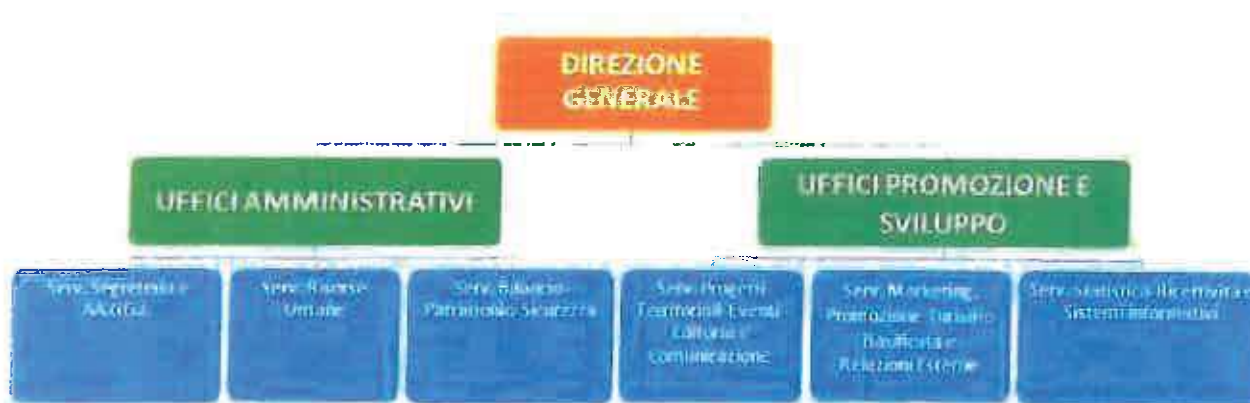 DIREZIONE
GENERALE
UFFICI AMMINISTRATIVI
UFFICI PROMOZIONE E
SVILUPPO
Serv. Segreteria e
AA.GG.
Serv. Risorse
Umane
Serv. Bilancio
Patrimonio Sicurezza
Serv. Progetti
Territoriali Eventi
Culturali e
Comunicazione
Serv. Marketing,
Promozione Turismo
Basilicata e
Relazioni Esterne
Serv. Statistica Ricettività e
Sistemi Informativi